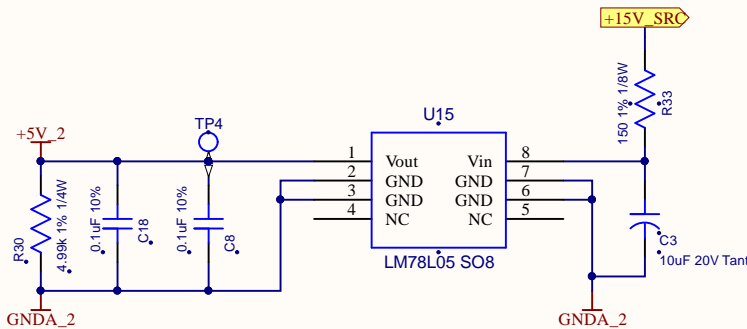 +15V_SRC
150 1% 1/8W
R33
U15
TP4
+5V_2
1 Vout Vin 8
2 GND GND 7
3 GND GND 6
4 NC NC 5
LM78L05 SO8
R30
4.99k 1% 1/4W
0.1uF 10%
C18
0.1uF 10%
C8
C3
10uF 20V Tant
GNDA_2
GNDA_2